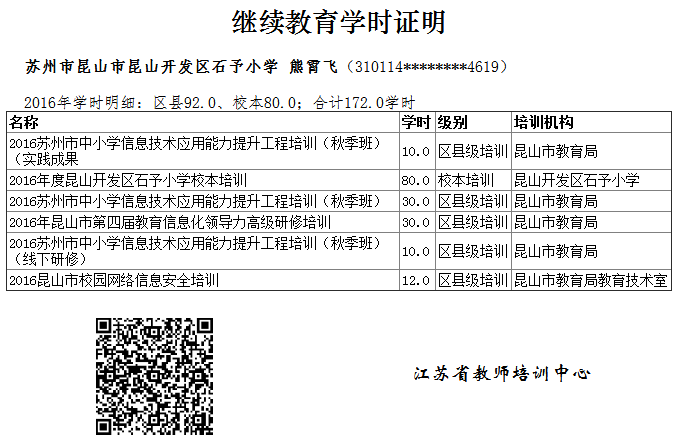 继续教育学时证明
苏州市昆山市昆山开发区石予小学 熊霄飞（310114********4619）
2016年学时明细：区县92.0、校本80.0；合计172.0学时
名称 学时 级别 培训机构
2016苏州市中小学信息技术应用能力提升工程培训（秋季班）
（实践成果 10.0 区县级培训 昆山市教育局
2016年度昆山开发区石予小学校本培训 80.0 校本培训 昆山开发区石予小学
2016苏州市中小学信息技术应用能力提升工程培训（秋季班） 30.0 区县级培训 昆山市教育局
2016年昆山市第四届教育信息化领导力高级研修培训 30.0 区县级培训 昆山市教育局
2016苏州市中小学信息技术应用能力提升工程培训（秋季班）
（线下研修） 10.0 区县级培训 昆山市教育局
2016昆山市校园网络信息安全培训 12.0 区县级培训 昆山市教育局教育技术室
江苏省教师培训中心